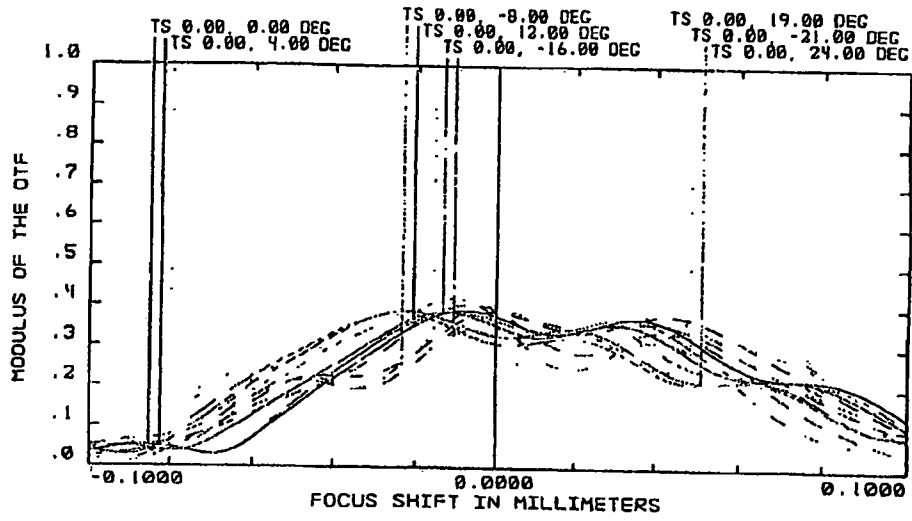 TS 0.00, 0.00 DEG
TS 0.00, 4.00 DEG
TS 0.00, -8.00 DEG
TS 0.00, 12.00 DEG
TS 0.00, -16.00 DEG
TS 0.00, 19.00 DEG
TS 0.00, -21.00 DEG
TS 0.00, 24.00 DEG
1.0
.9
.8
.7
.6
.5
.4
.3
.2
.1
.0
MODULUS OF THE OTF
-0.1000
0.0000
0.1000
FOCUS SHIFT IN MILLIMETERS